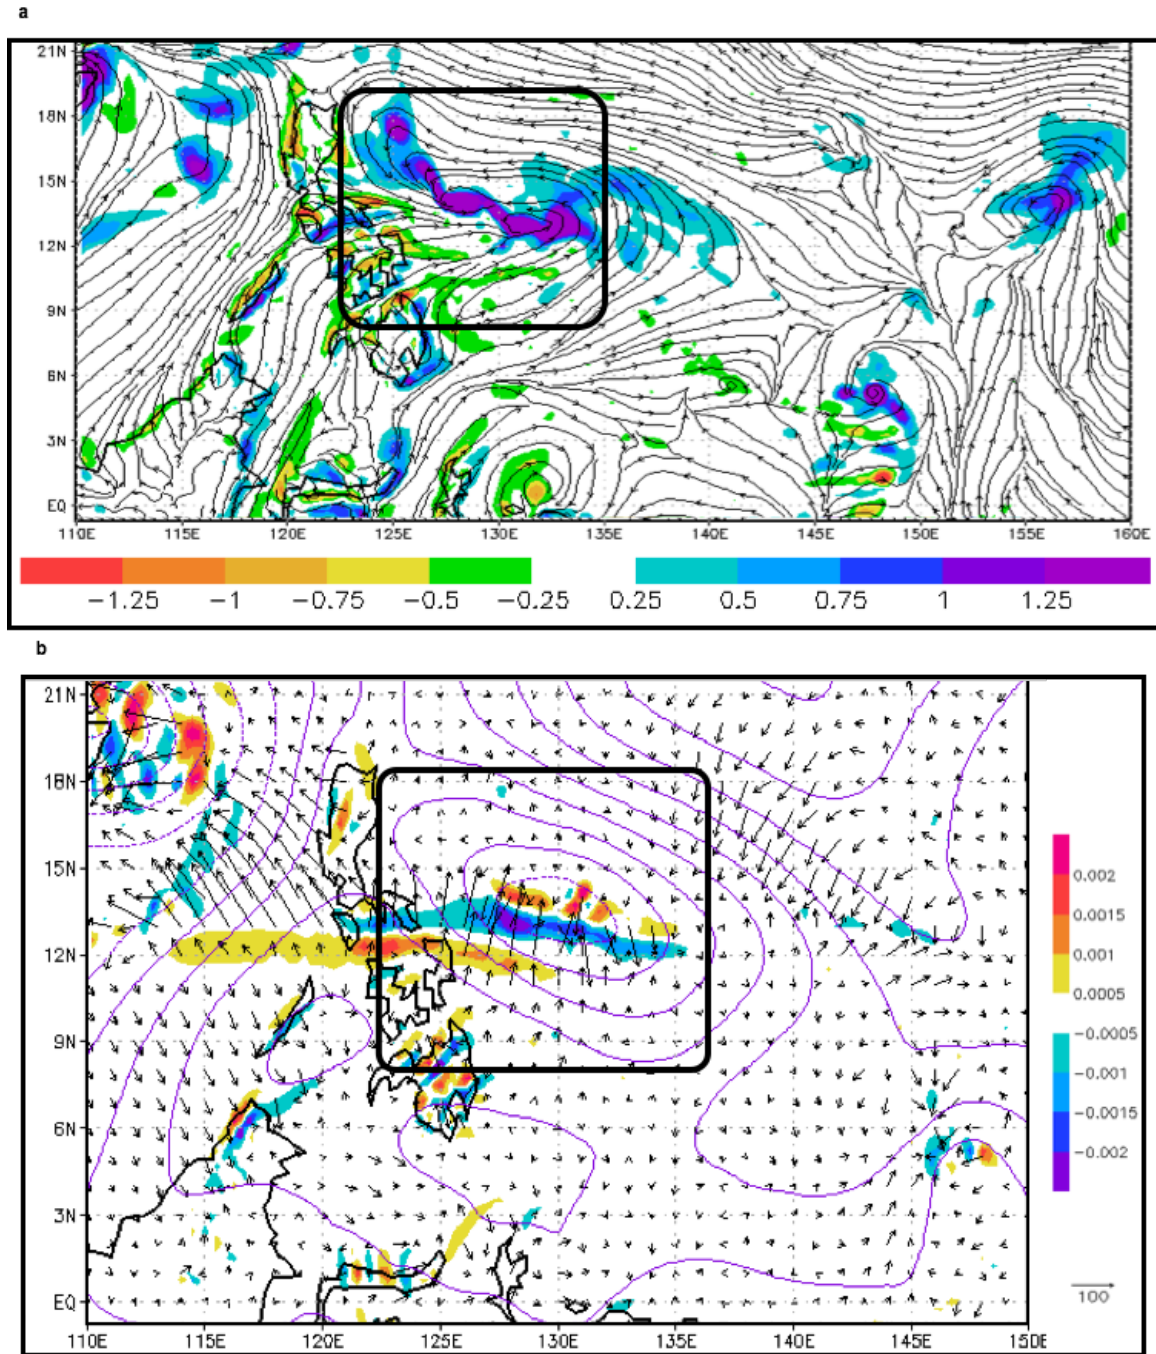 a
21N
18N
15N
12N
9N
6N
3N
EQ
110E 115E 120E 125E 130E 135E 140E 145E 150E 155E 160E
−1.25 −1 −0.75 −0.5 −0.25 0.25 0.5 0.75 1 1.25
b
21N
18N
15N
12N
9N
6N
3N
EQ
110E 115E 120E 125E 130E 135E 140E 145E 150E
0.002
0.0015
0.001
0.0005
−0.0005
−0.001
−0.0015
−0.002
100